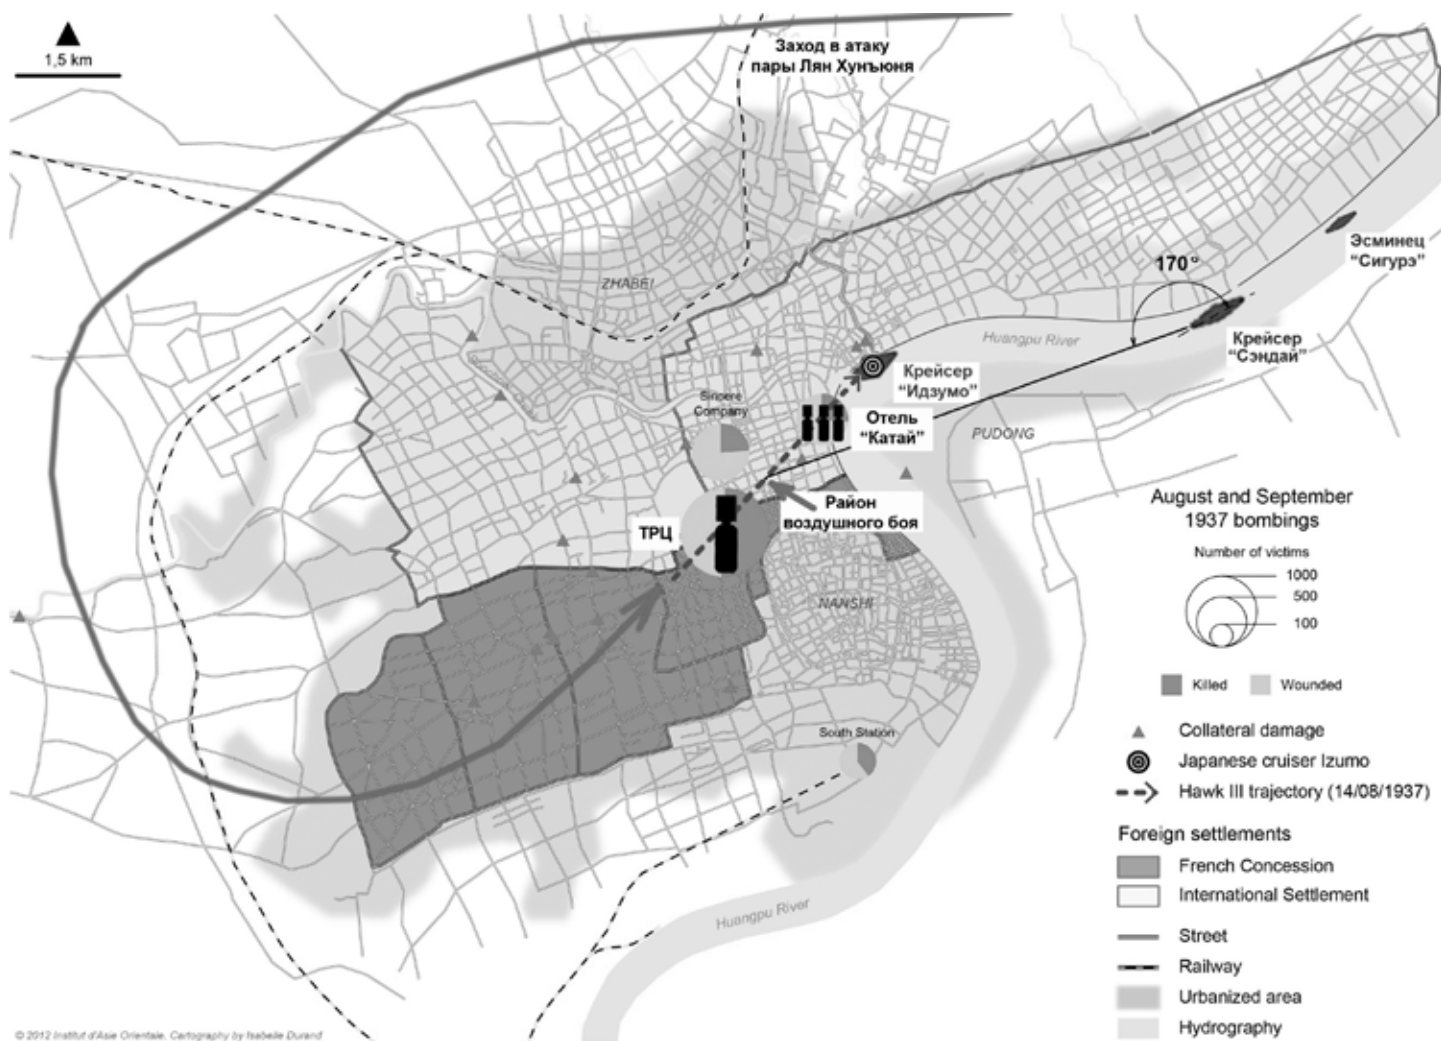 1,5 km
Заход в атаку
пары Лян Хунъюня
ZHABEI
170°
Эсминец
“Сигурэ”
Huangpu River
Крейсер
“Сэндай”
Крейсер
“Идзумо”
Sincere
Company
Отель
“Катай”
PUDONG
Район
воздушного боя
ТРЦ
NANSHI
South Station
Huangpu River
August and September
1937 bombings
Number of victims
1000
500
100
Killed
Wounded
Collateral damage
Japanese cruiser Izumo
Hawk III trajectory (14/08/1937)
Foreign settlements
French Concession
International Settlement
Street
Railway
Urbanized area
Hydrography
© 2012 Institut d'Asie Orientale. Cartography by Isabelle Durand